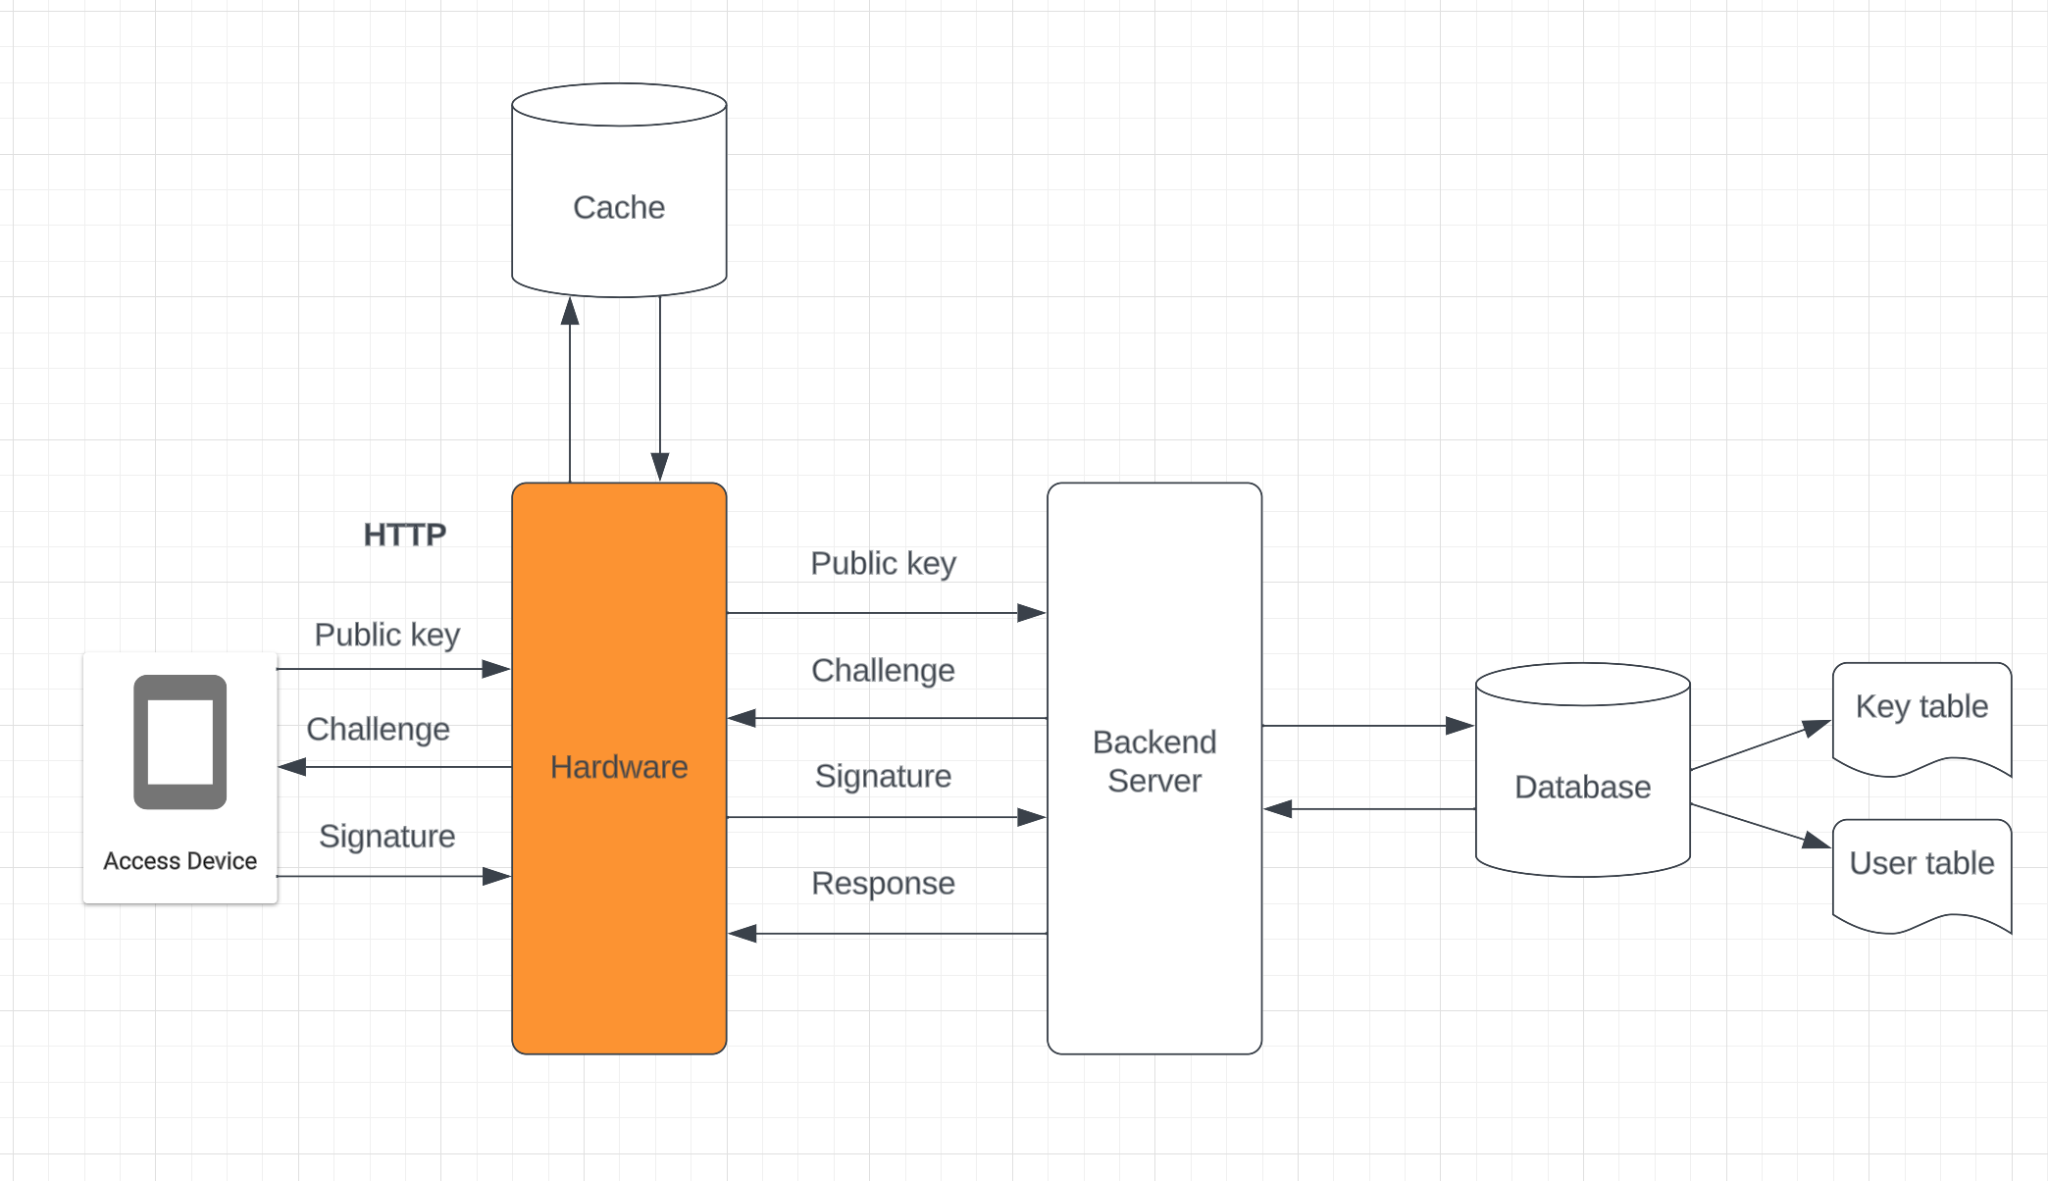 Cache
HTTP
Public key
Challenge
Signature
Access Device
Hardware
Public key
Challenge
Signature
Response
Backend
Server
Database
Key table
User table